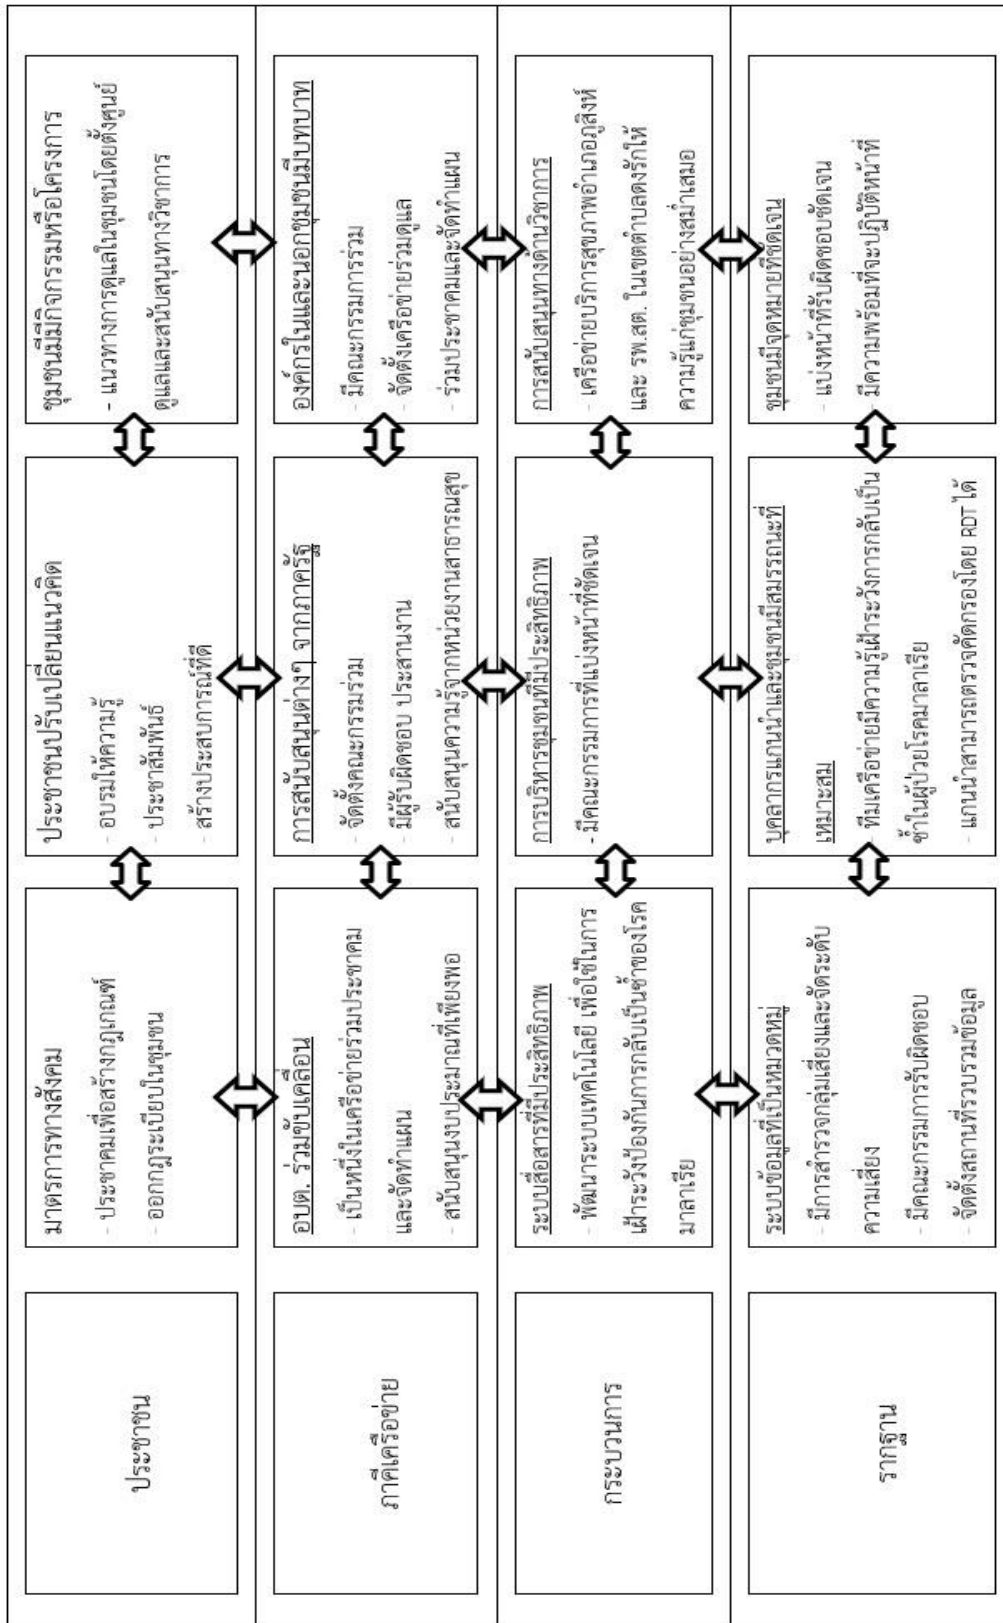 ประชาชน
มาตรการทางสังคม
- ประชาคมเพื่อสร้างกฎเกณฑ์
- ออกกฎระเบียบในชุมชน
ประชาชนปรับเปลี่ยนแนวคิด
- อบรมให้ความรู้
- ประชาสัมพันธ์
- สร้างประสบการณ์ที่ดี
ชุมชนมีกิจกรรมหรือโครงการ
- แนวทางการดูแลในชุมชนโดยตั้งศูนย์
ดูแลและสนับสนุนทางวิชาการ
ภาคีเครือข่าย
อบต. ร่วมขับเคลื่อน
- เป็นหนึ่งในเครือข่ายร่วมประชาคม
และจัดทำแผน
- สนับสนุนงบประมาณที่เพียงพอ
การสนับสนุนต่างๆ จากภาครัฐ
- จัดตั้งคณะกรรมร่วม
มีผู้รับผิดชอบ ประสานงาน
- สนับสนุนความรู้จากหน่วยงานสาธารณสุข
องค์กรในและนอกชุมชนมีบทบาท
- มีคณะกรรมการร่วม
- จัดตั้งเครือข่ายร่วมดูแล
- ร่วมประชาคมและจัดทำแผน
กระบวนการ
ระบบสื่อสารที่มีประสิทธิภาพ
- พัฒนาระบบเทคโนโลยี เพื่อใช้ในการ
เฝ้าระวังป้องกันการกลับเป็นซ้ำของโรค
มาลาเรีย
การบริหารชุมชนที่มีประสิทธิภาพ
- มีคณะกรรมการที่แบ่งหน้าที่ชัดเจน
การสนับสนุนทางด้านวิชาการ
- เครือข่ายบริการสุขภาพอำเภอภูสิงห์
และ รพ.สต. ในเขตตำบลดงรักให้
ความรู้แก่ชุมชนอย่างสม่ำเสมอ
รากฐาน
ระบบข้อมูลที่เป็นหมวดหมู่
- มีการสำรวจกลุ่มเสี่ยงและจัดระดับ
ความเสี่ยง
- มีคณะกรรมการรับผิดชอบ
- จัดตั้งสถานที่รวบรวมข้อมูล
บุคลากรแกนนำและชุมชนมีสมรรถนะที่
เหมาะสม
- ทีมเครือข่ายมีความรู้เฝ้าระวังการกลับเป็น
ซ้ำในผู้ป่วยโรคมาลาเรีย
- แกนนำสามารถตรวจคัดกรองโดย RDT ได้
ชุมชนมีจุดหมายที่ชัดเจน
- แบ่งหน้าที่รับผิดชอบชัดเจน
- มีความพร้อมที่จะปฏิบัติหน้าที่